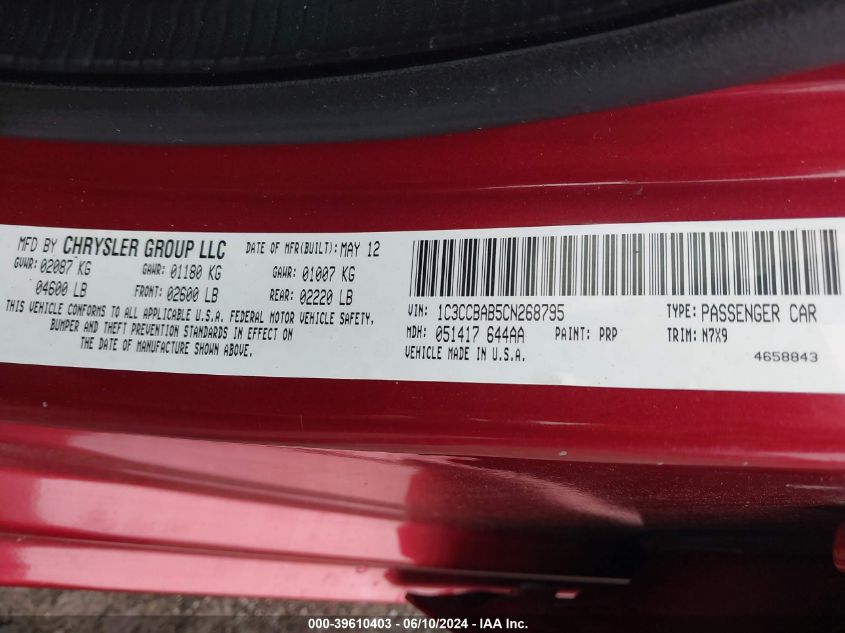 MFD BY CHRYSLER GROUP LLC DATE OF MFR(BUILT): MAY 12
GVWR: 02087 KG GAWR: 01180 KG GAWR: 01007 KG
04600 LB FRONT: 02600 LB REAR: 02220 LB
THIS VEHICLE CONFORMS TO ALL APPLICABLE U.S.A. FEDERAL MOTOR VEHICLE SAFETY,
BUMPER AND THEFT PREVENTION STANDARDS IN EFFECT ON
THE DATE OF MANUFACTURE SHOWN ABOVE.
VIN: 1C3CCBAB5CN268795 TYPE: PASSENGER CAR
MDH: 051417 644AA PAINT: PRP TRIM: N7X9
VEHICLE MADE IN U.S.A. 4658843
000-39610403 - 06/10/2024 - IAA Inc.